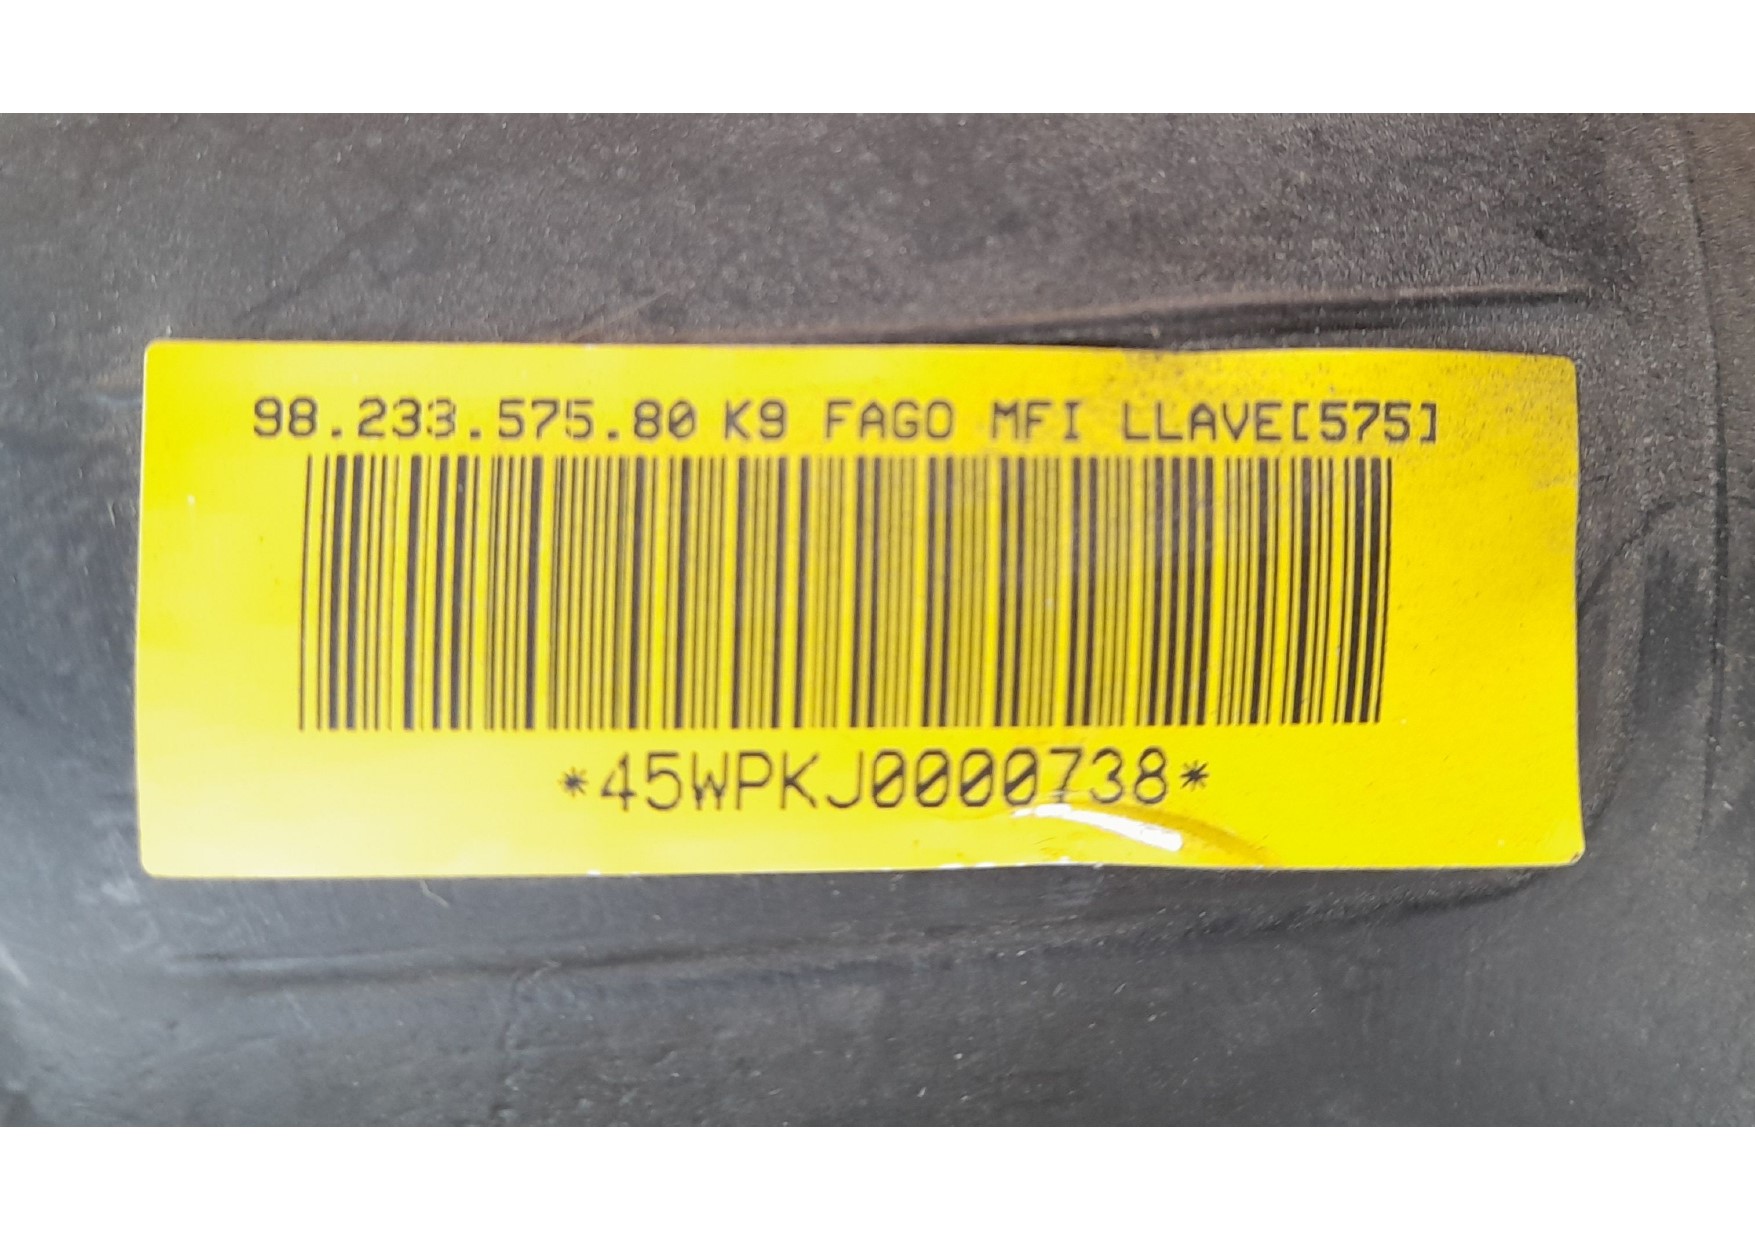 98.233.575.80 K9 FAGO MFI LLAVE[575]
*45WPKJ0000738*